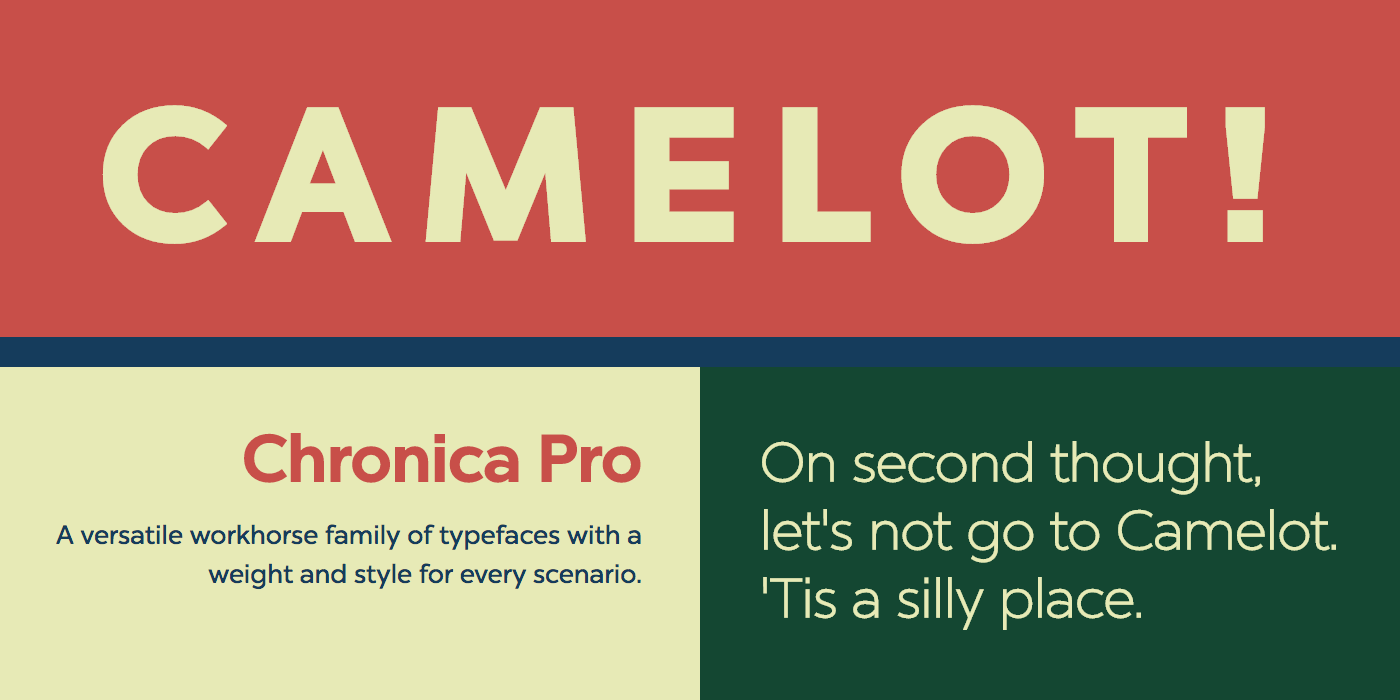 CAMELOT!
Chronica Pro
A versatile workhorse family of typefaces with a
weight and style for every scenario.
On second thought,
let's not go to Camelot.
'Tis a silly place.